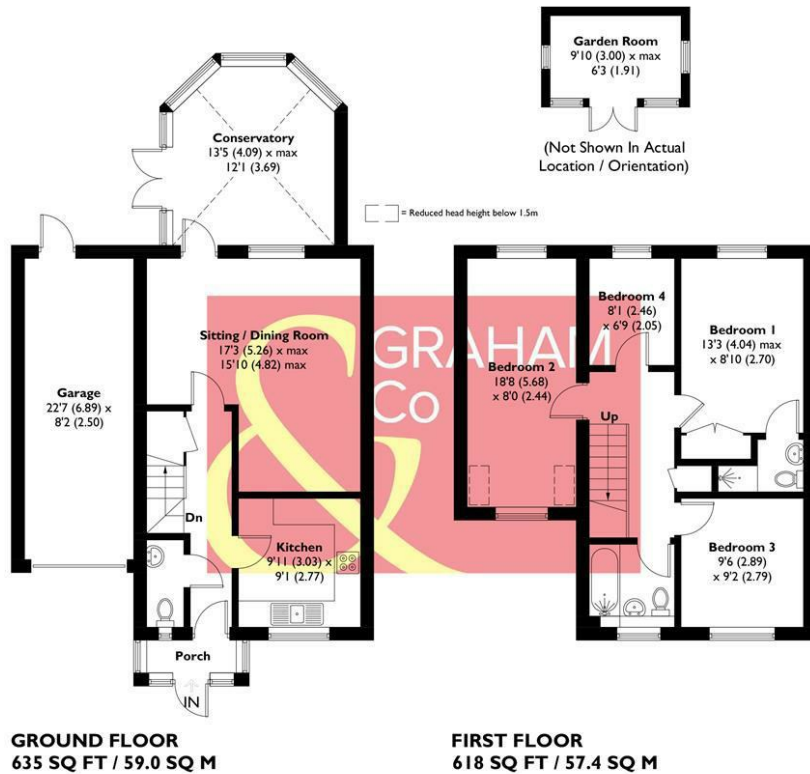 Garden Room
9'10 (3.00) x max
6'3 (1.91)
(Not Shown In Actual
Location / Orientation)
Conservatory
13'5 (4.09) x max
12'1 (3.69)
= Reduced head height below 1.5m
Sitting / Dining Room
17'3 (5.26) x max
15'10 (4.82) max
Garage
22'7 (6.89) x
8'2 (2.50)
Dn
Kitchen
9'11 (3.03) x
9'1 (2.77)
Porch
IN
& GRAHAM
Co
Bedroom 4
8'1 (2.46)
x 6'9 (2.05)
Bedroom 1
13'3 (4.04) max
x 8'10 (2.70)
Bedroom 2
18'8 (5.68)
x 8'0 (2.44)
Up
Bedroom 3
9'6 (2.89)
x 9'2 (2.79)
GROUND FLOOR
635 SQ FT / 59.0 SQ M
FIRST FLOOR
618 SQ FT / 57.4 SQ M